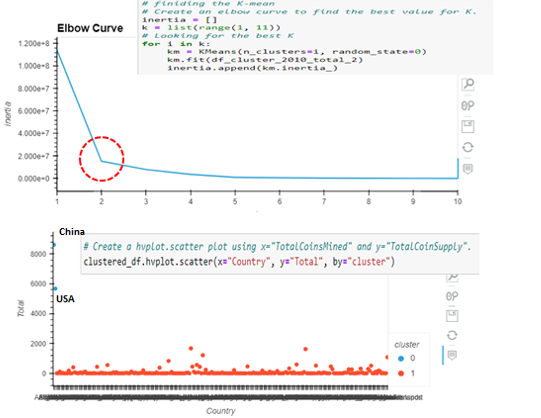 # finiding the K-mean
# Create an elbow curve to find the best value for K.
inertia = []
k = list(range(1, 11))
# Looking for the best K
for i in k:
km = KMeans(n_clusters=i, random_state=0)
km.fit(df_cluster_2010_total_2)
inertia.append(km.inertia_)
Elbow Curve
1.200e+8
1.000e+8
8.000e+7
6.000e+7
4.000e+7
2.000e+7
0.000e+0
inertia
1 2 3 4 5 6 7 8 9 10
China
# Create a hvplot.scatter plot using x="TotalCoinsMined" and y="TotalCoinSupply".
clustered_df.hvplot.scatter(x="Country", y="Total", by="cluster")
USA
8000
6000
4000
2000
0
Total
cluster
0
1
Country